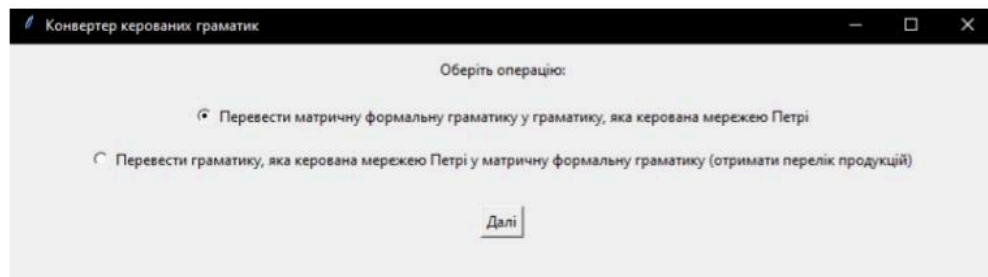 Конвертер керованих граматик
Оберіть операцію:
Перевести матричну формальну граматику у граматику, яка керована мережею Петрі
Перевести граматику, яка керована мережею Петрі у матричну формальну граматику (отримати перелік продукцій)
Далі